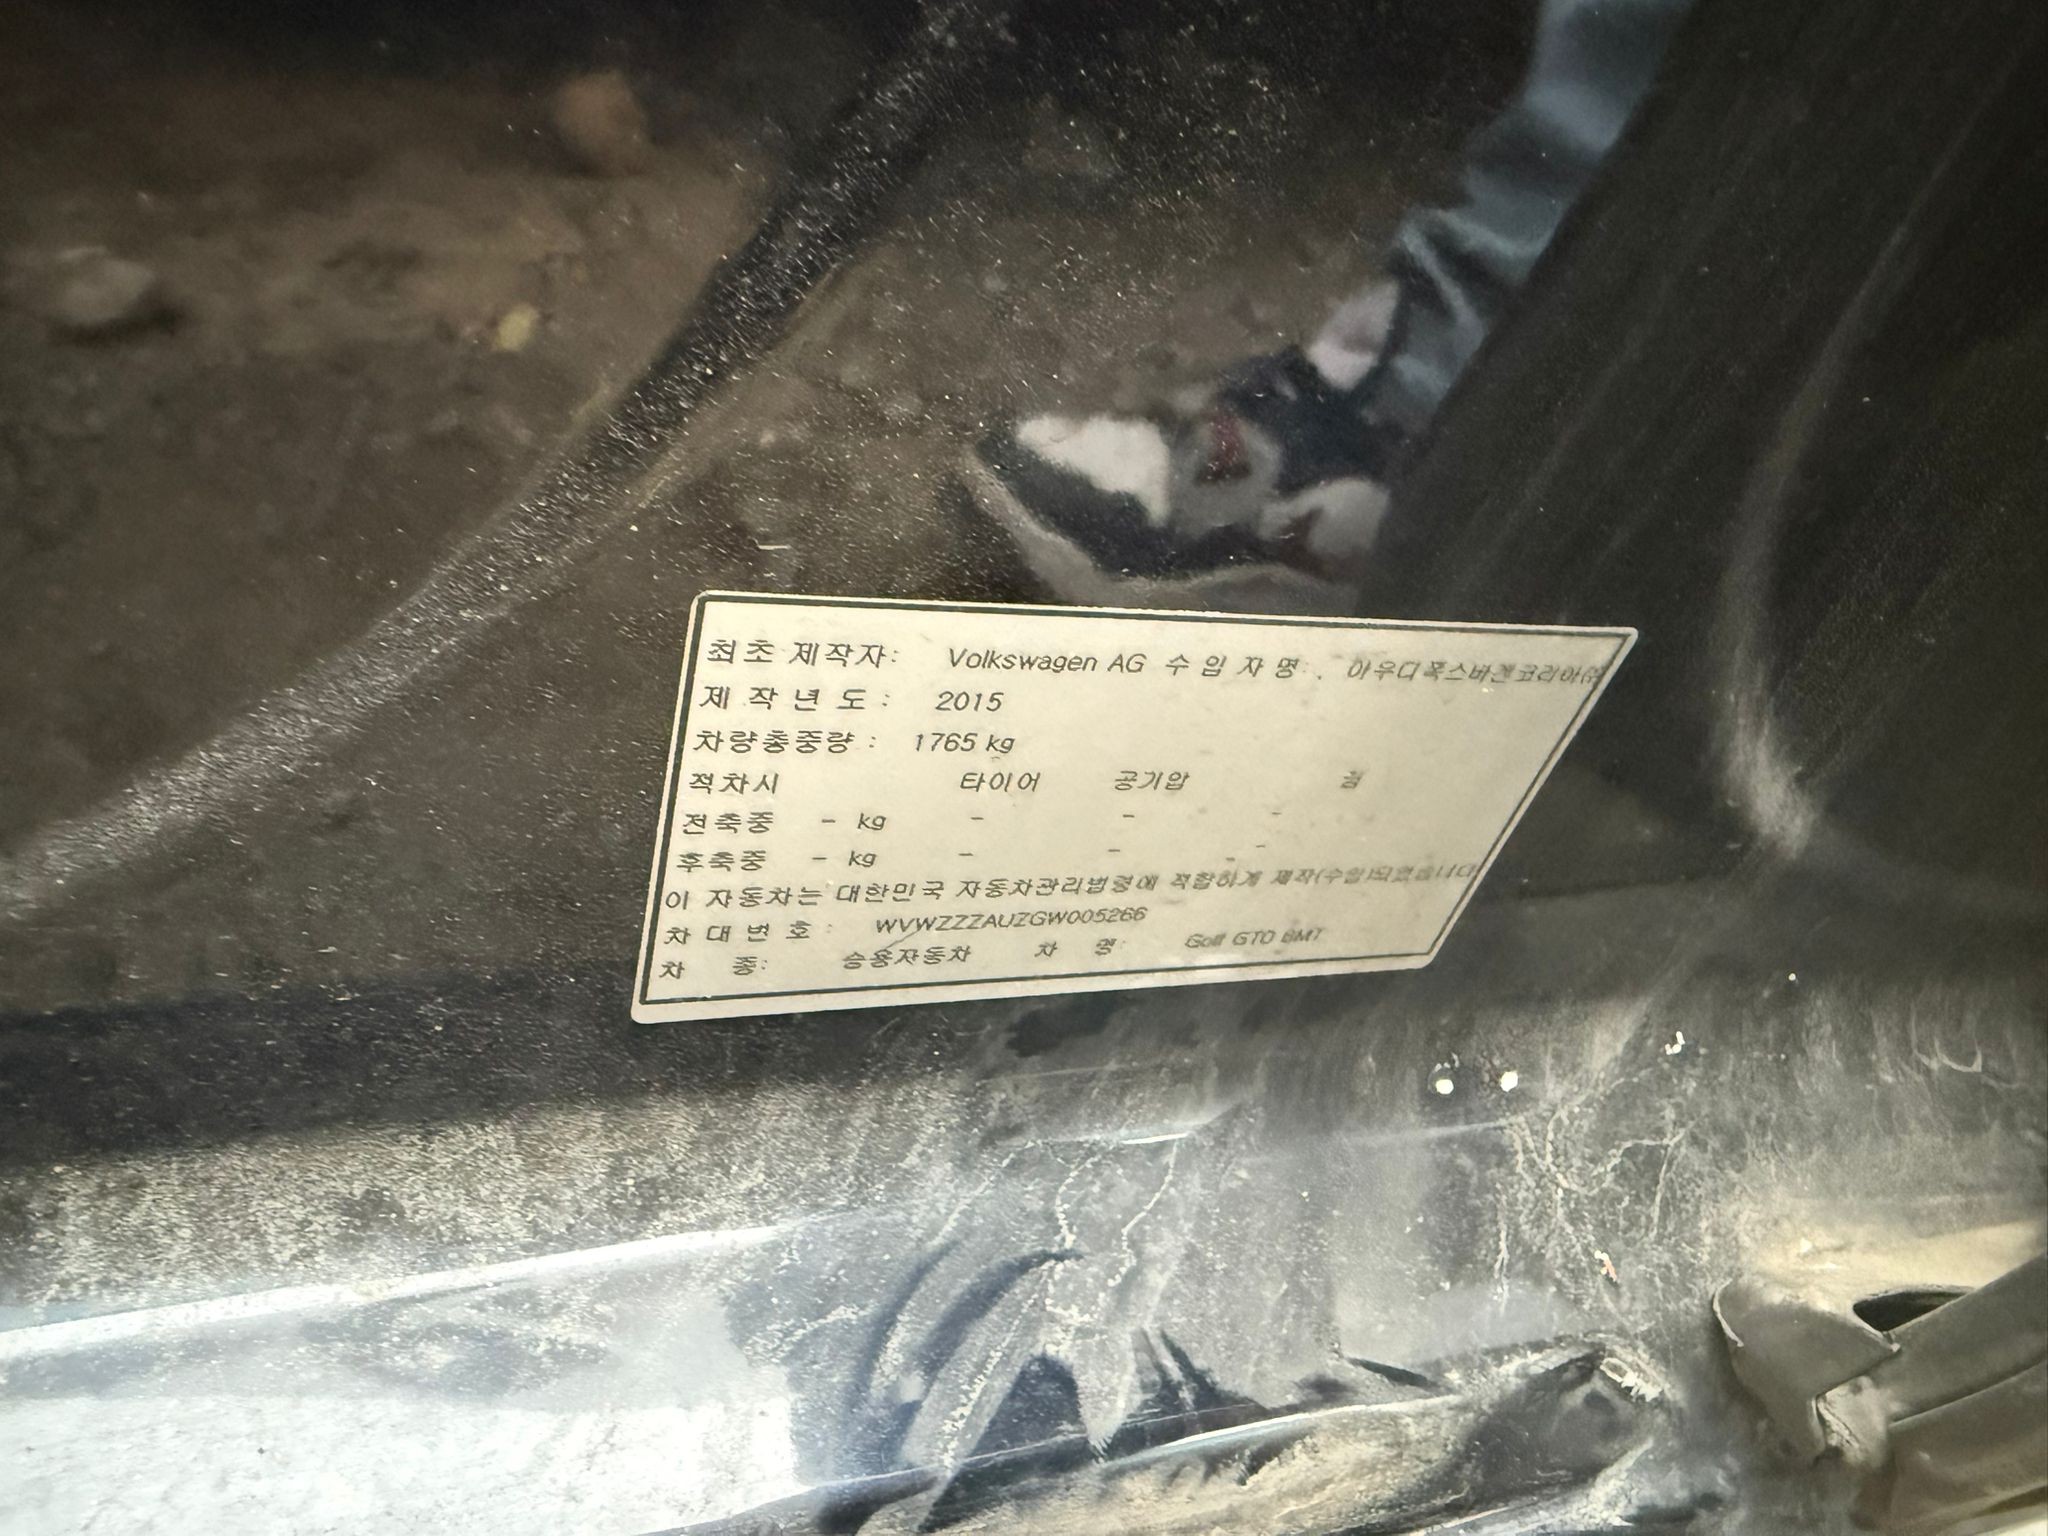 최초 제작자: Volkswagen AG 수 입 자 명: 아우디폭스바겐코리아(주)
제 작 년 도 : 2015
차량총중량 : 1765 kg
적차시 타이어 공기압 림
전축중 - kg - - -
후축중 - kg - - - -
이 자동차는 대한민국 자동차관리법령에 적합하게 제작(수입)되었습니다
차 대 번 호 : WVWZZZAUZGW005266
차 종: 승용자동차 차 명: Golf GTD BMT